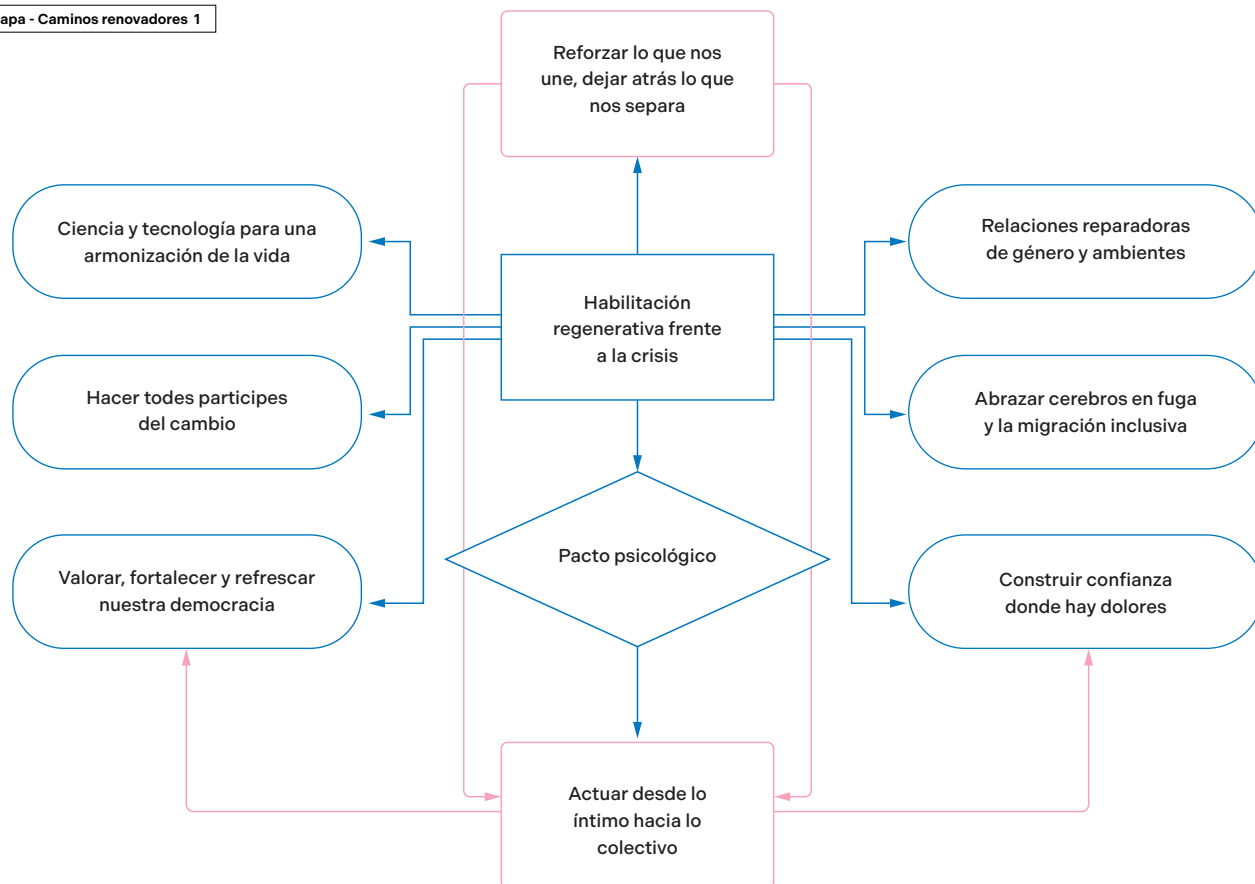 apa - Caminos renovadores 1
Reforzar lo que nos
une, dejar atrás lo que
nos separa
Ciencia y tecnología para una
armonización de la vida
Relaciones reparadoras
de género y ambientes
Habilitación
regenerativa frente
a la crisis
Hacer todes participes
del cambio
Abrazar cerebros en fuga
y la migración inclusiva
Pacto psicológico
Valorar, fortalecer y refrescar
nuestra democracia
Construir confianza
donde hay dolores
Actuar desde lo
íntimo hacia lo
colectivo